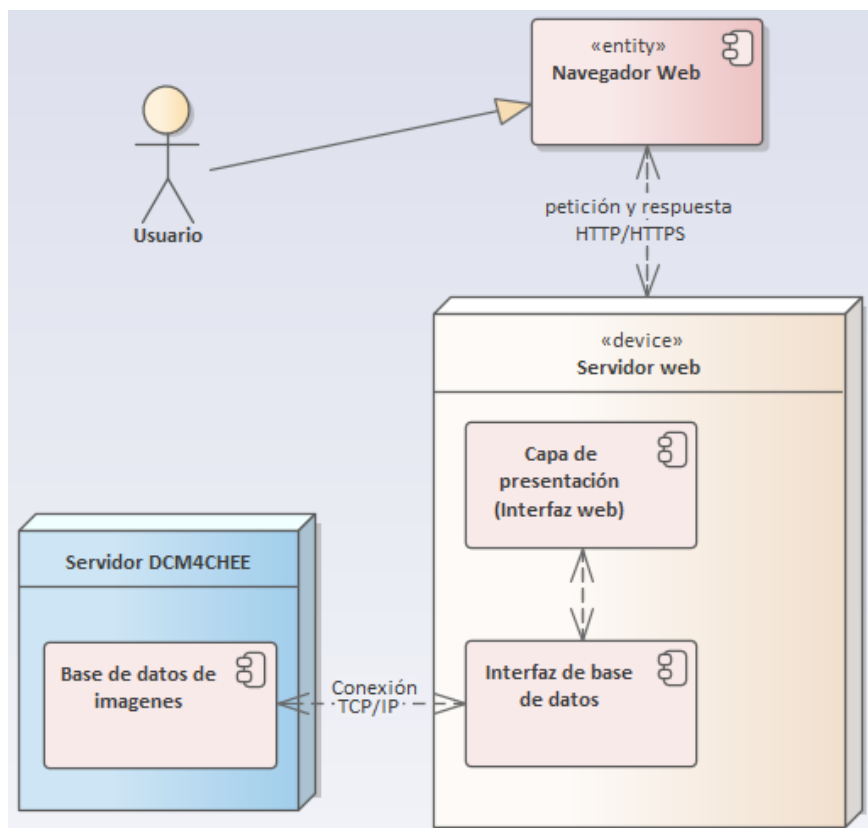 «entity»
Navegador Web
Usuario
petición y respuesta
HTTP/HTTPS
«device»
Servidor web
Capa de
presentación
(Interfaz web)
Servidor DCM4CHEE
Base de datos de
imagenes
Conexión
TCP/IP
Interfaz de base
de datos